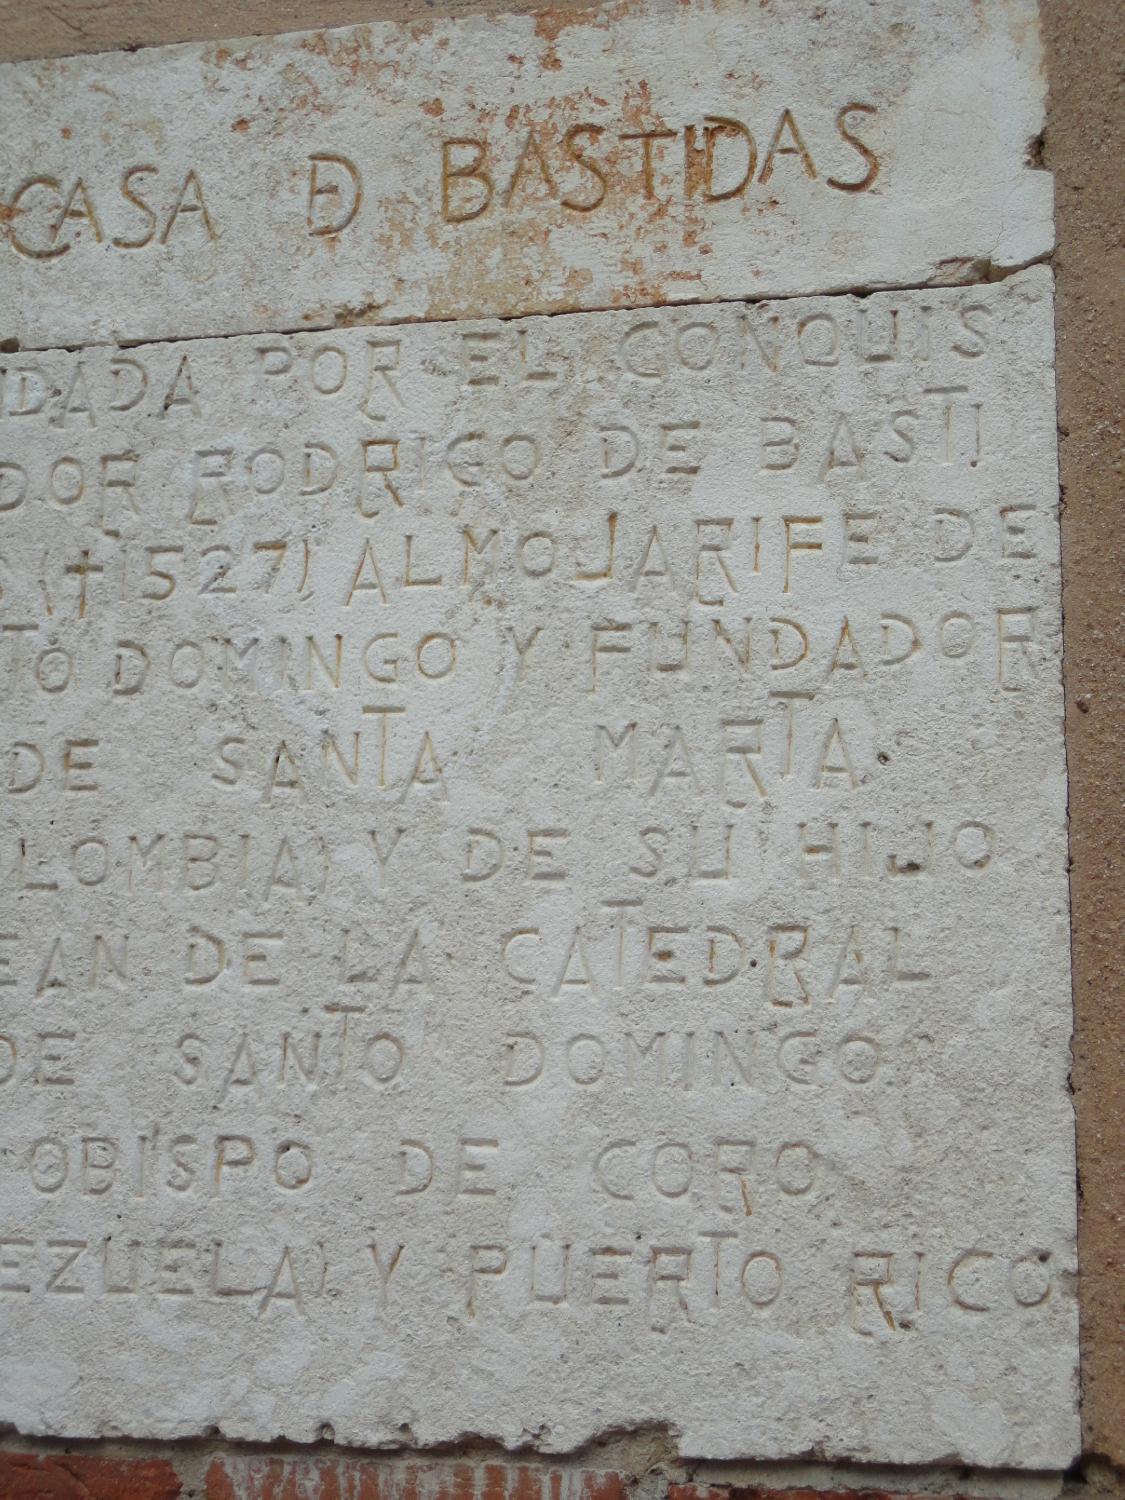 CASA D BASTIDAS
DADA POR EL CONQUIS
DOR RODRIGO DE BASTI
(†1527) ALMOJARIFE DE
TO DOMINGO Y FUNDADOR
DE SANTA MARTA
LOMBIA) Y DE SU HIJO
EAN DE LA CATEDRAL
DE SANTO DOMINGO
OBISPO DE CORO
EZUELA) Y PUERTO RICO